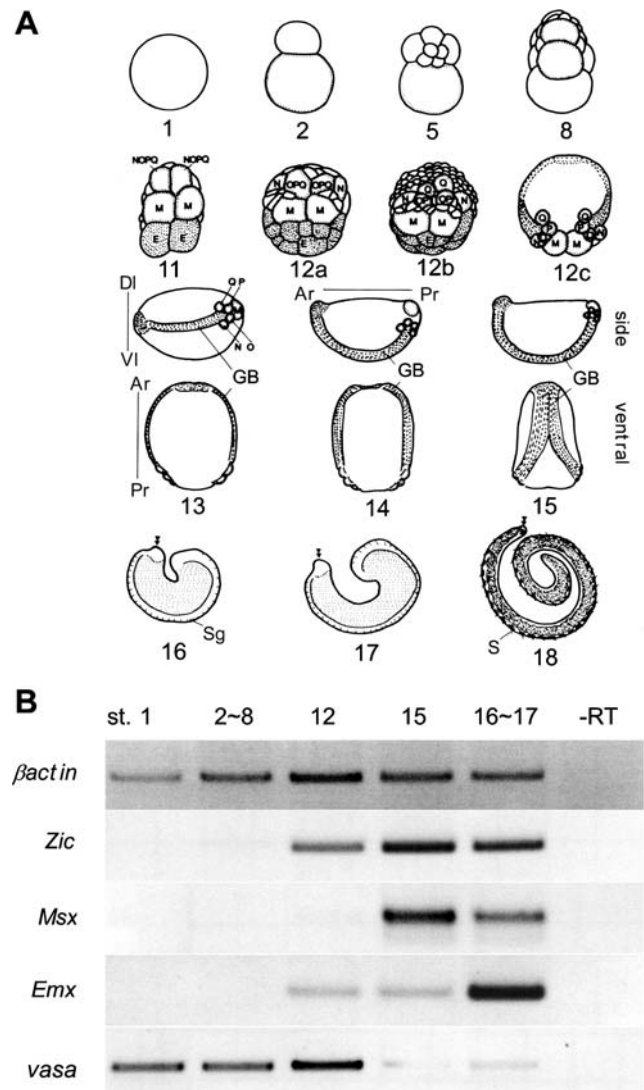 A
1 2 5 8
NOPQ NOPQ
M M
E E
N OPQ OPQ N
M M
E
Q
N N
M M
E
O
M M
11 12a 12b 12c
Dl
Vl
O P
N Q
GB
Ar Pr
GB
GB
side
Ar
Pr
ventral
13 14 15
Sg
S
16 17 18
B
st. 1 2~8 12 15 16~17 -RT
βactin
Zic
Msx
Emx
vasa